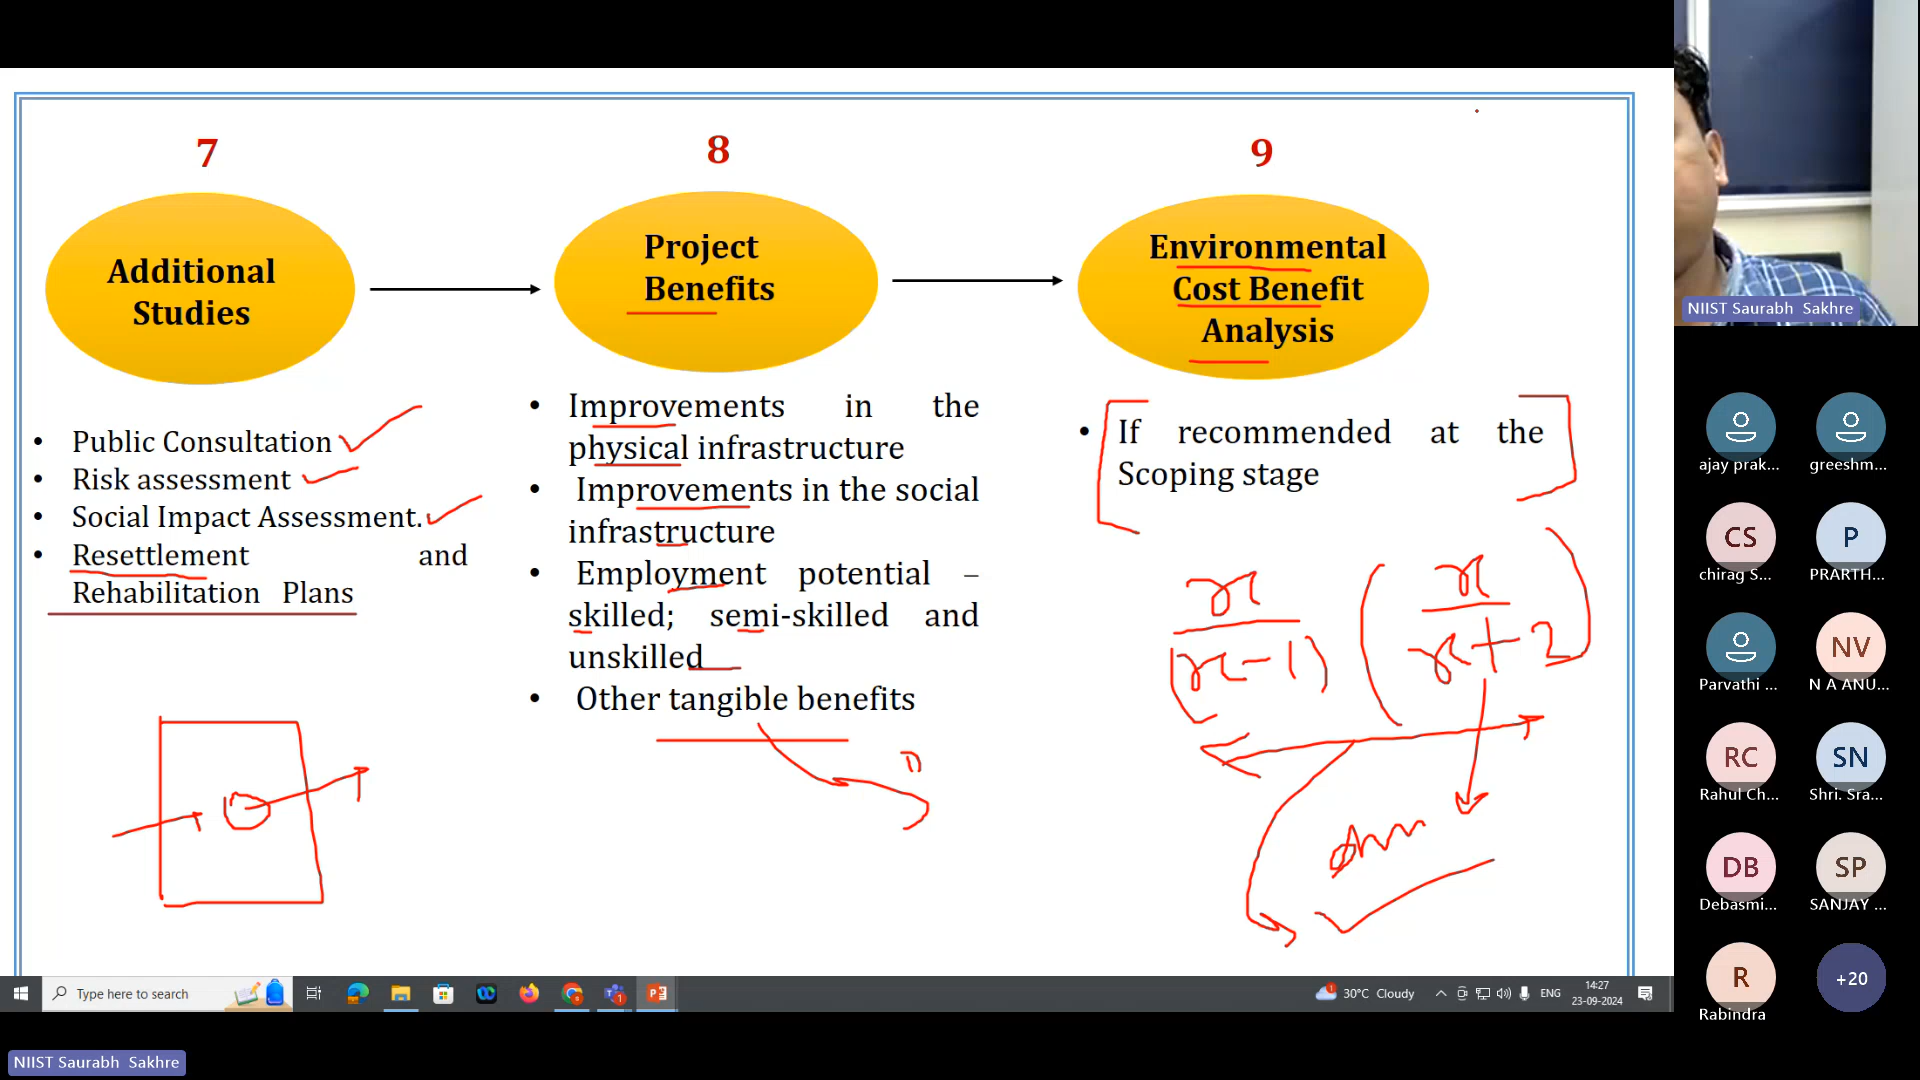 7
8
9
Additional
Studies
Project
Benefits
Environmental
Cost Benefit
Analysis
• Public Consultation
• Risk assessment
• Social Impact Assessment.
• Resettlement and
Rehabilitation Plans
• Improvements in the
physical infrastructure
• Improvements in the social
infrastructure
• Employment potential –
skilled; semi-skilled and
unskilled
• Other tangible benefits
• If recommended at the
Scoping stage
NIIST Saurabh Sakhre
ajay prak...
greeshm...
CS
chirag S...
P
PRARTH...
Parvathi ...
NV
N A ANU...
RC
Rahul Ch...
SN
Shri. Sra...
DB
Debasmi...
SP
SANJAY ...
R
Rabindra
+20
Type here to search
30°C Cloudy
ENG
14:27
23-09-2024
NIIST Saurabh Sakhre